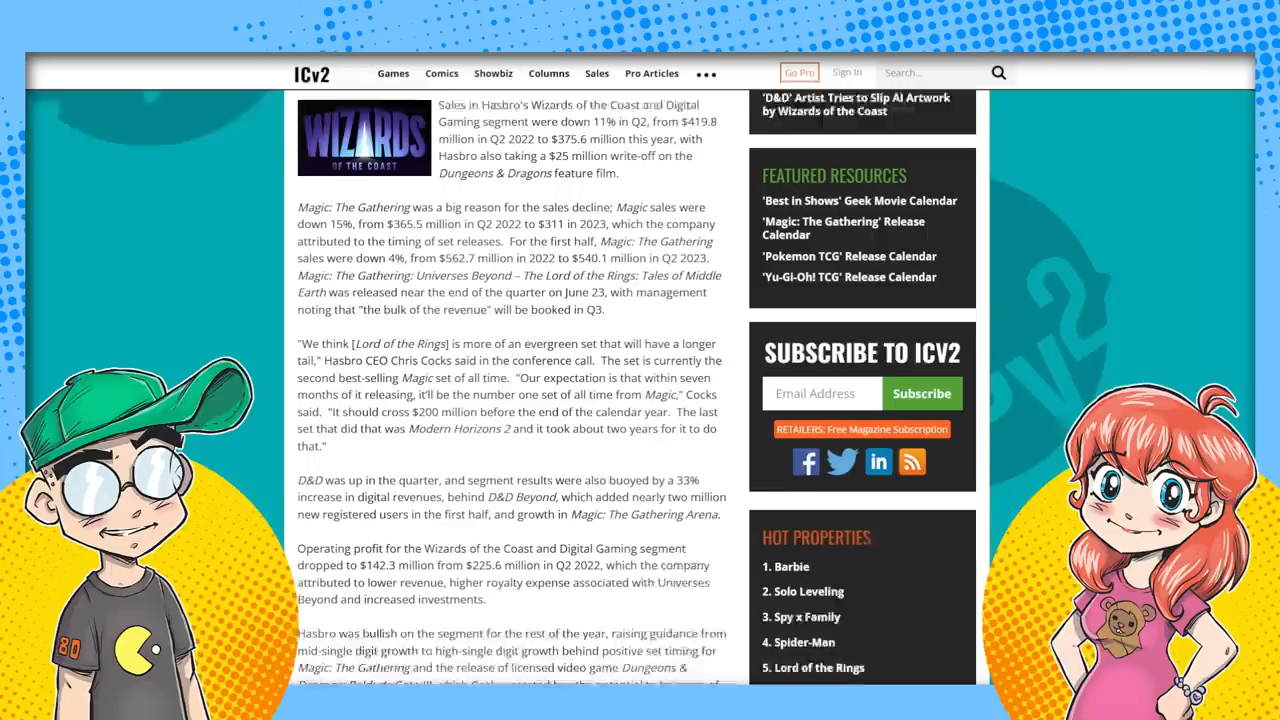 ICv2
Games
Comics
Showbiz
Columns
Sales
Pro Articles
Go Pro
Sign In
Search...
WIZARDS
OF THE COAST
Sales in Hasbro's Wizards of the Coast and Digital
Gaming segment were down 11% in Q2, from $419.8
million in Q2 2022 to $375.6 million this year, with
Hasbro also taking a $25 million write-off on the
Dungeons & Dragons feature film.
Magic: The Gathering was a big reason for the sales decline; Magic sales were
down 15%, from $365.5 million in Q2 2022 to $311 in 2023, which the company
attributed to the timing of set releases.  For the first half, Magic: The Gathering
sales were down 4%, from $562.7 million in 2022 to $540.1 million in Q2 2023.
Magic: The Gathering: Universes Beyond – The Lord of the Rings: Tales of Middle
Earth was released near the end of the quarter on June 23, with management
noting that "the bulk of the revenue" will be booked in Q3.
"We think [Lord of the Rings] is more of an evergreen set that will have a longer
tail," Hasbro CEO Chris Cocks said in the conference call.  The set is currently the
second best-selling Magic set of all time.  "Our expectation is that within seven
months of it releasing, it'll be the number one set of all time from Magic," Cocks
said.  "It should cross $200 million before the end of the calendar year.  The last
set that did that was Modern Horizons 2 and it took about two years for it to do
that."
D&D was up in the quarter, and segment results were also buoyed by a 33%
increase in digital revenues, behind D&D Beyond, which added nearly two million
new registered users in the first half, and growth in Magic: The Gathering Arena.
Operating profit for the Wizards of the Coast and Digital Gaming segment
dropped to $142.3 million from $225.6 million in Q2 2022, which the company
attributed to lower revenue, higher royalty expense associated with Universes
Beyond and increased investments.
Hasbro was bullish on the segment for the rest of the year, raising guidance from
mid-single digit growth to high-single digit growth behind positive set timing for
Magic: The Gathering and the release of licensed video game Dungeons &
'D&D' Artist Tries to Slip AI Artwork
by Wizards of the Coast
FEATURED RESOURCES
'Best in Shows' Geek Movie Calendar
'Magic: The Gathering' Release
Calendar
'Pokemon TCG' Release Calendar
'Yu-Gi-Oh! TCG' Release Calendar
SUBSCRIBE TO ICV2
Email Address
Subscribe
RETAILERS: Free Magazine Subscription
HOT PROPERTIES
1. Barbie
2. Solo Leveling
3. Spy x Family
4. Spider-Man
5. Lord of the Rings
80